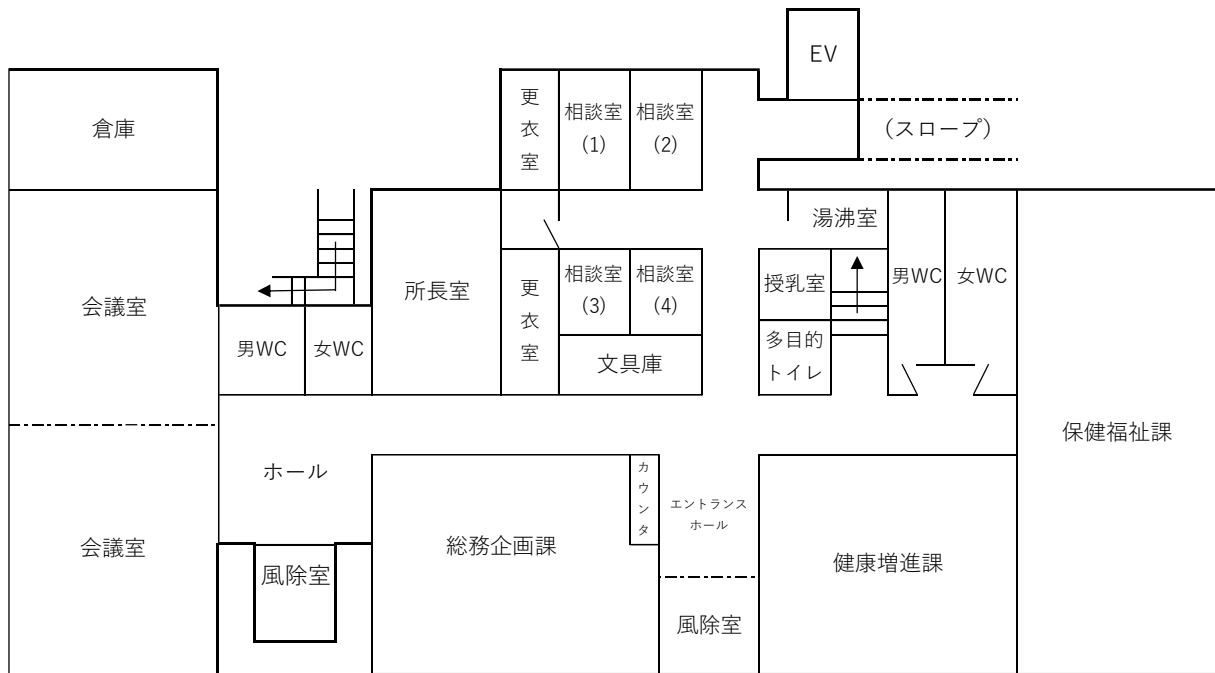 EV
更衣室
相談室
(1)
相談室
(2)
倉庫
（スロープ）
湯沸室
会議室
所長室
更衣室
相談室
(3)
相談室
(4)
授乳室
男WC
女WC
男WC
女WC
文具庫
多目的
トイレ
保健福祉課
ホール
カウンタ
エントランス
ホール
会議室
総務企画課
健康増進課
風除室
風除室